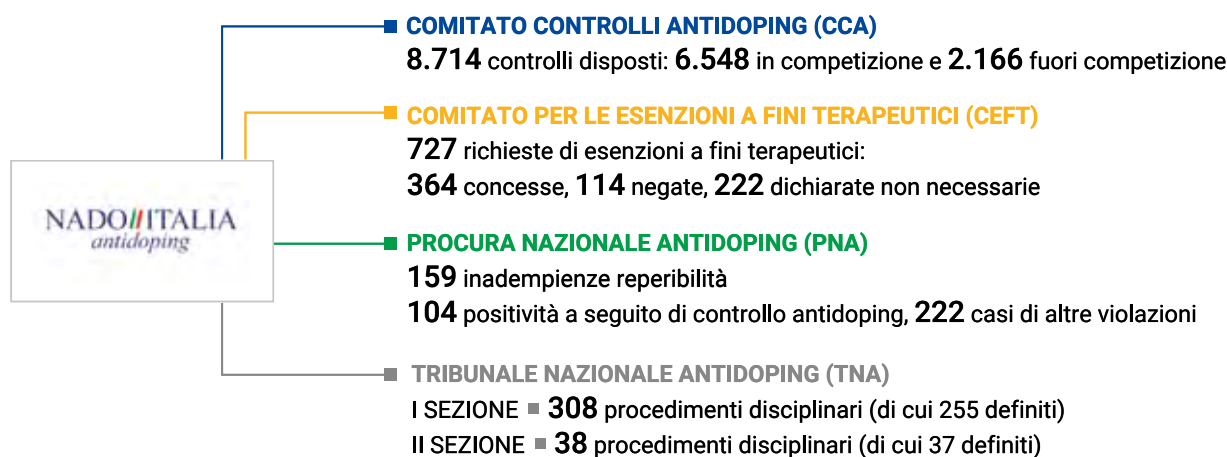 COMITATO CONTROLLI ANTIDOPING (CCA)
8.714 controlli disposti: 6.548 in competizione e 2.166 fuori competizione
COMITATO PER LE ESENZIONI A FINI TERAPEUTICI (CEFT)
727 richieste di esenzioni a fini terapeutici:
364 concesse, 114 negate, 222 dichiarate non necessarie
NADO//ITALIA
antidoping
PROCURA NAZIONALE ANTIDOPING (PNA)
159 inadempienze reperibilità
104 positività a seguito di controllo antidoping, 222 casi di altre violazioni
TRIBUNALE NAZIONALE ANTIDOPING (TNA)
I SEZIONE ▪ 308 procedimenti disciplinari (di cui 255 definiti)
II SEZIONE ▪ 38 procedimenti disciplinari (di cui 37 definiti)